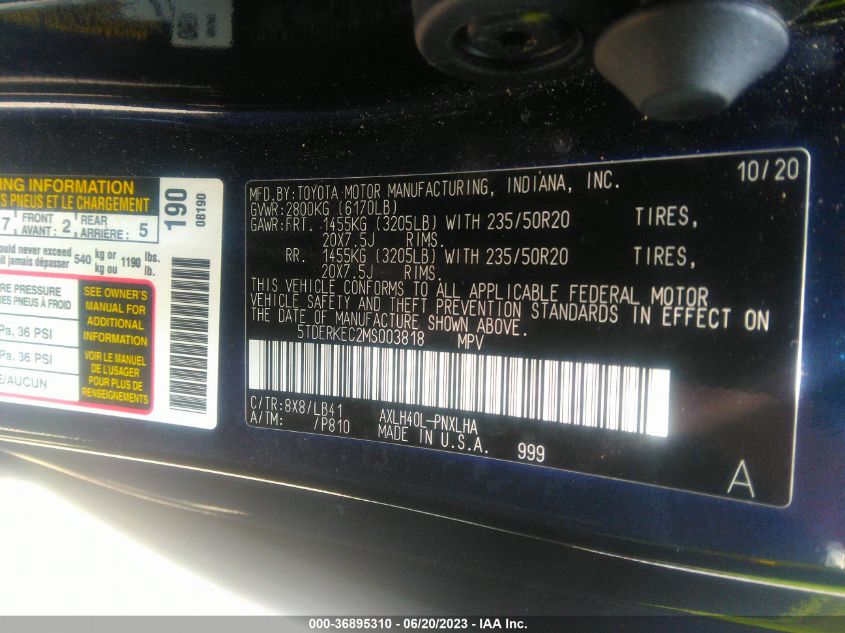 NG INFORMATION
ES PNEUS ET LE CHARGEMENT
7 FRONT AVANT : 2 REAR ARRIÈRE : 5
ould never exceed 540 kg or 1190 lbs.
it jamais dépasser kg ou lb.
RE PRESSURE
DES PNEUS À FROID
Pa, 36 PSI
Pa, 36 PSI
E/AUCUN
SEE OWNER'S
MANUAL FOR
ADDITIONAL
INFORMATION
VOIR LE MANUEL
DE L'USAGER
POUR PLUS DE
RENSEIGNEMENTS
190
08190
10/20
MFD.BY:TOYOTA MOTOR MANUFACTURING, INDIANA, INC.
GVWR:2800KG (6170LB)
GAWR:FRT. 1455KG (3205LB) WITH 235/50R20 TIRES,
20X7.5J RIMS.
RR. 1455KG (3205LB) WITH 235/50R20 TIRES,
20X7.5J RIMS.
THIS VEHICLE CONFORMS TO ALL APPLICABLE FEDERAL MOTOR
VEHICLE SAFETY AND THEFT PREVENTION STANDARDS IN EFFECT ON
THE DATE OF MANUFACTURE SHOWN ABOVE.
5TDERKEC2MS003818 MPV
C/TR:8X8/LB41 AXLH40L-PNXLHA
A/TM: /P810 MADE IN U.S.A. 999
A
000-36895310 - 06/20/2023 - IAA Inc.